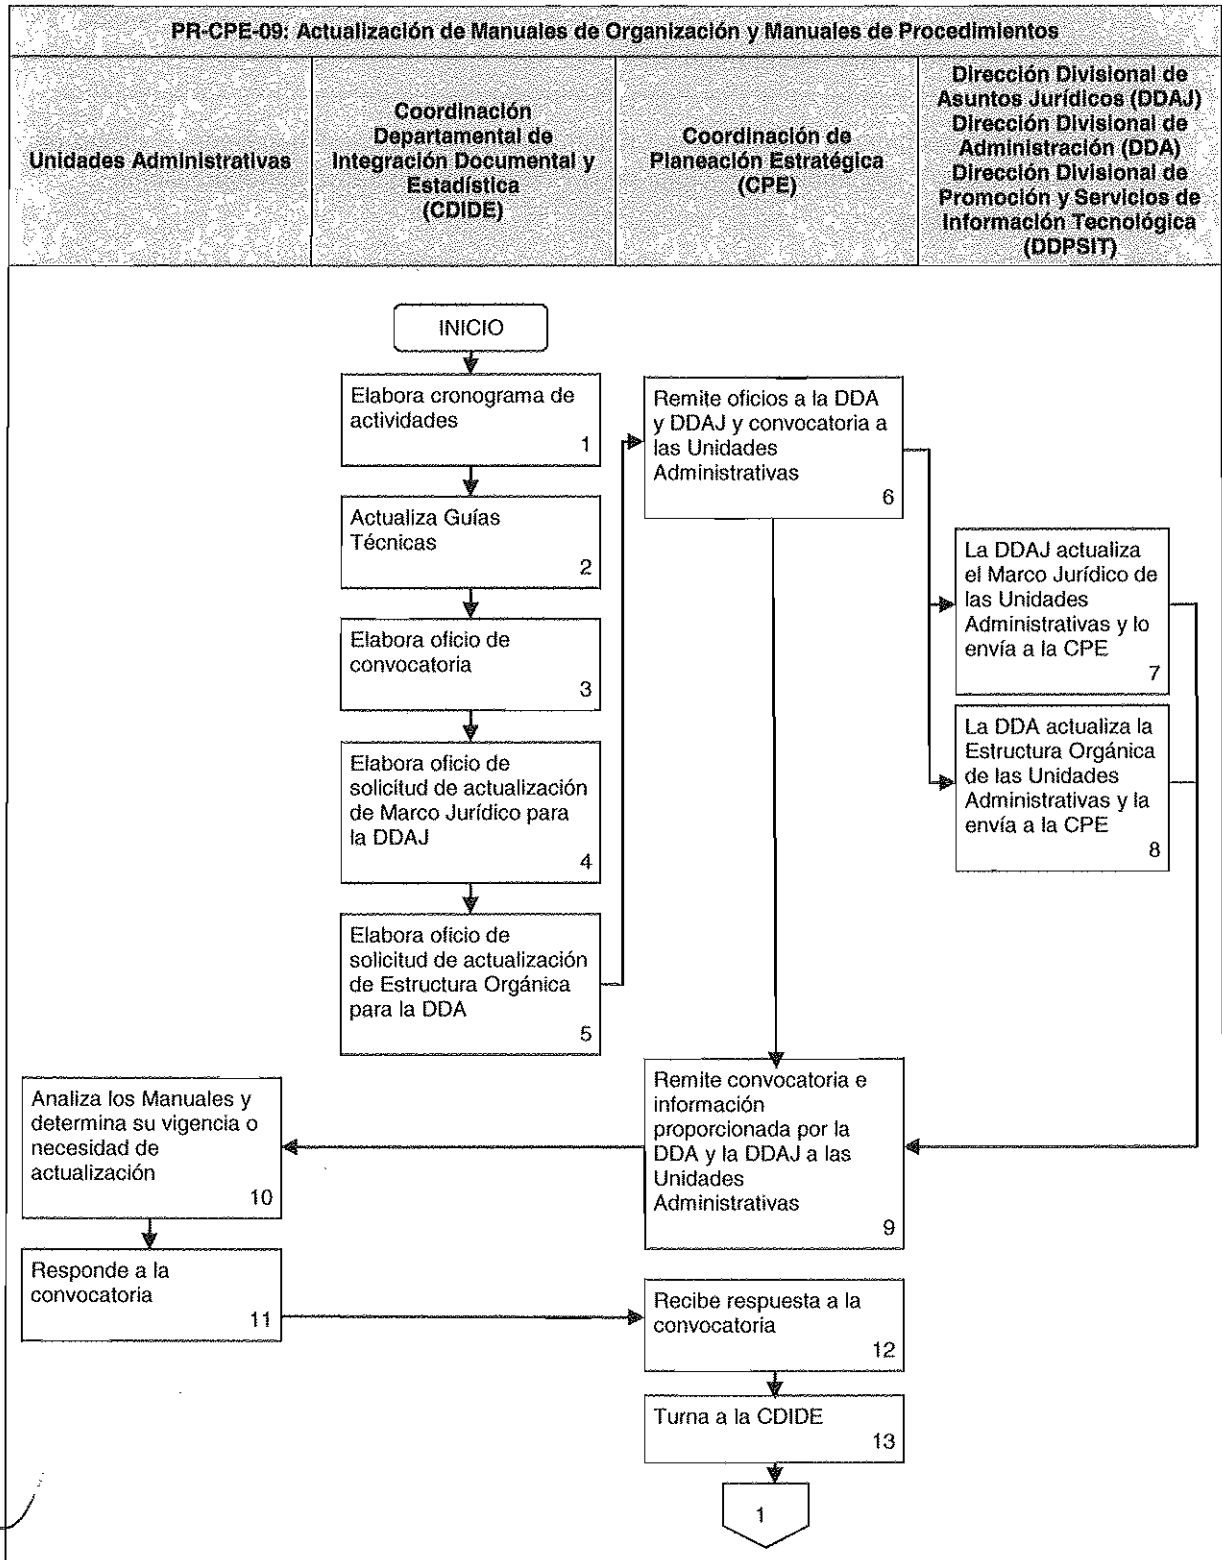 PR-CPE-09: Actualización de Manuales de Organización y Manuales de Procedimientos
Unidades Administrativas
Coordinación
Departamental de
Integración Documental y
Estadística
(CDIDE)
Coordinación de
Planeación Estratégica
(CPE)
Dirección Divisional de
Asuntos Jurídicos (DDAJ)
Dirección Divisional de
Administración (DDA)
Dirección Divisional de
Promoción y Servicios de
Información Tecnológica
(DDPSIT)
INICIO
Elabora cronograma de
actividades
1
Actualiza Guías
Técnicas
2
Elabora oficio de
convocatoria
3
Elabora oficio de
solicitud de actualización
de Marco Jurídico para
la DDAJ
4
Elabora oficio de
solicitud de actualización
de Estructura Orgánica
para la DDA
5
Remite oficios a la DDA
y DDAJ y convocatoria a
las Unidades
Administrativas
6
La DDAJ actualiza
el Marco Jurídico de
las Unidades
Administrativas y lo
envía a la CPE
7
La DDA actualiza la
Estructura Orgánica
de las Unidades
Administrativas y la
envía a la CPE
8
Remite convocatoria e
información
proporcionada por la
DDA y la DDAJ a las
Unidades
Administrativas
9
Analiza los Manuales y
determina su vigencia o
necesidad de
actualización
10
Responde a la
convocatoria
11
Recibe respuesta a la
convocatoria
12
Turna a la CDIDE
13
1